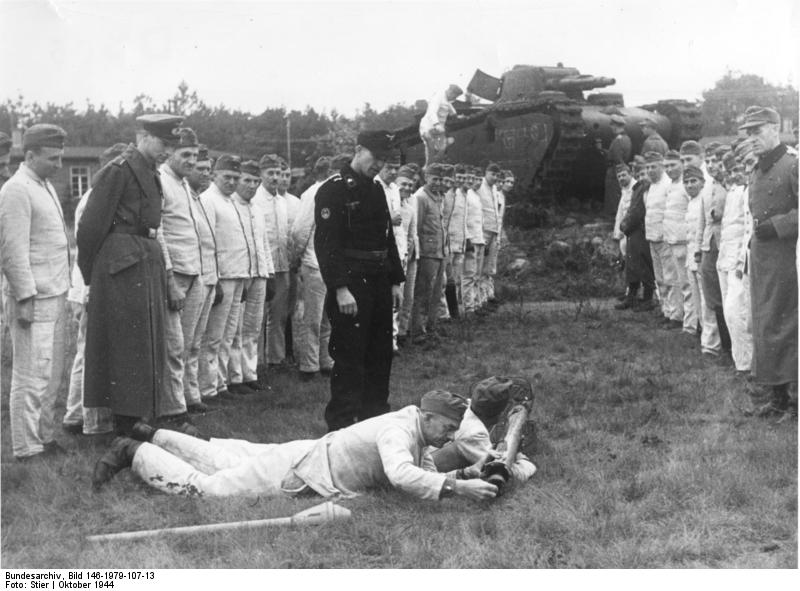 Bundesarchiv, Bild 146-1979-107-13
Foto: Stier | Oktober 1944